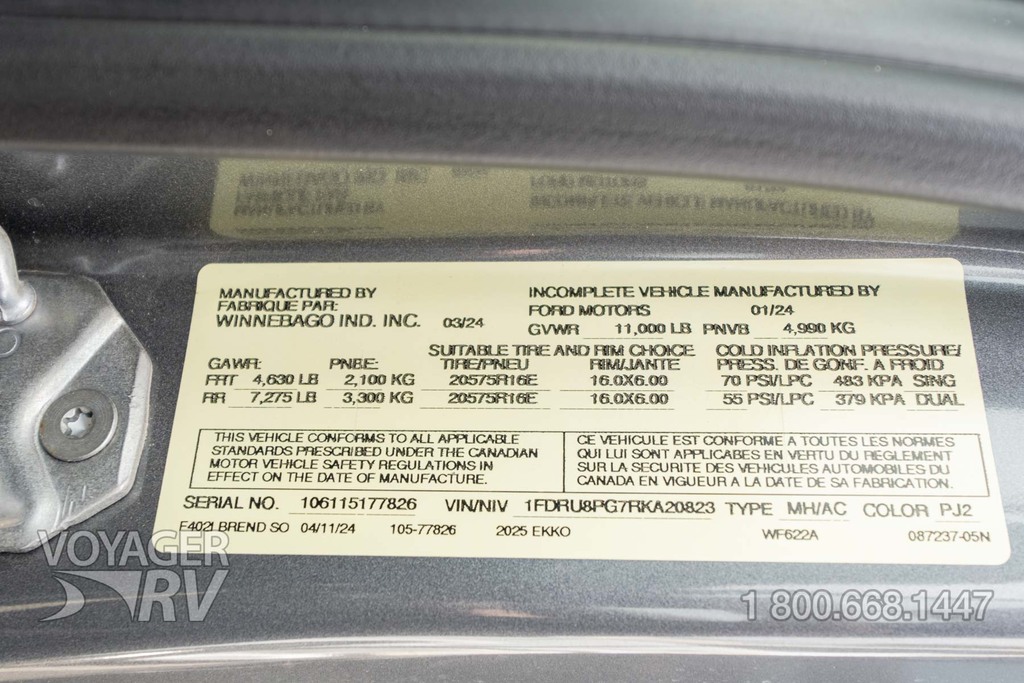 MANUFACTURED BY
FABRIQUE PAR:
WINNEBAGO IND. INC. 03/24
INCOMPLETE VEHICLE MANUFACTURED BY
FORD MOTORS 01/24
GVWR 11,000 LB PNVB 4,990 KG
SUITABLE TIRE AND RIM CHOICE COLD INFLATION PRESSURE/
GAWR: PNBE: TIRE/PNEU RIM/JANTE PRESS. DE GONF. A FROID
FRT 4,630 LB 2,100 KG 20575R16E 16.0X6.00 70 PSI/LPC 483 KPA SING
RR 7,275 LB 3,300 KG 20575R16E 16.0X6.00 55 PSI/LPC 379 KPA DUAL
THIS VEHICLE CONFORMS TO ALL APPLICABLE
STANDARDS PRESCRIBED UNDER THE CANADIAN
MOTOR VEHICLE SAFETY REGULATIONS IN
EFFECT ON THE DATE OF MANUFACTURE.
CE VEHICULE EST CONFORME A TOUTES LES NORMES
QUI LUI SONT APPLICABLES EN VERTU DU REGLEMENT
SUR LA SECURITE DES VEHICULES AUTOMOBILES DU
CANADA EN VIGUEUR A LA DATE DE SA FABRICATION.
SERIAL NO. 106115177826 VIN/NIV 1FDRU8PG7RKA20823 TYPE MH/AC COLOR PJ2
E4021 BREND SO 04/11/24 105-77826 2025 EKKO WF622A 087237-05N
VOYAGER
RV
1 800.668.1447